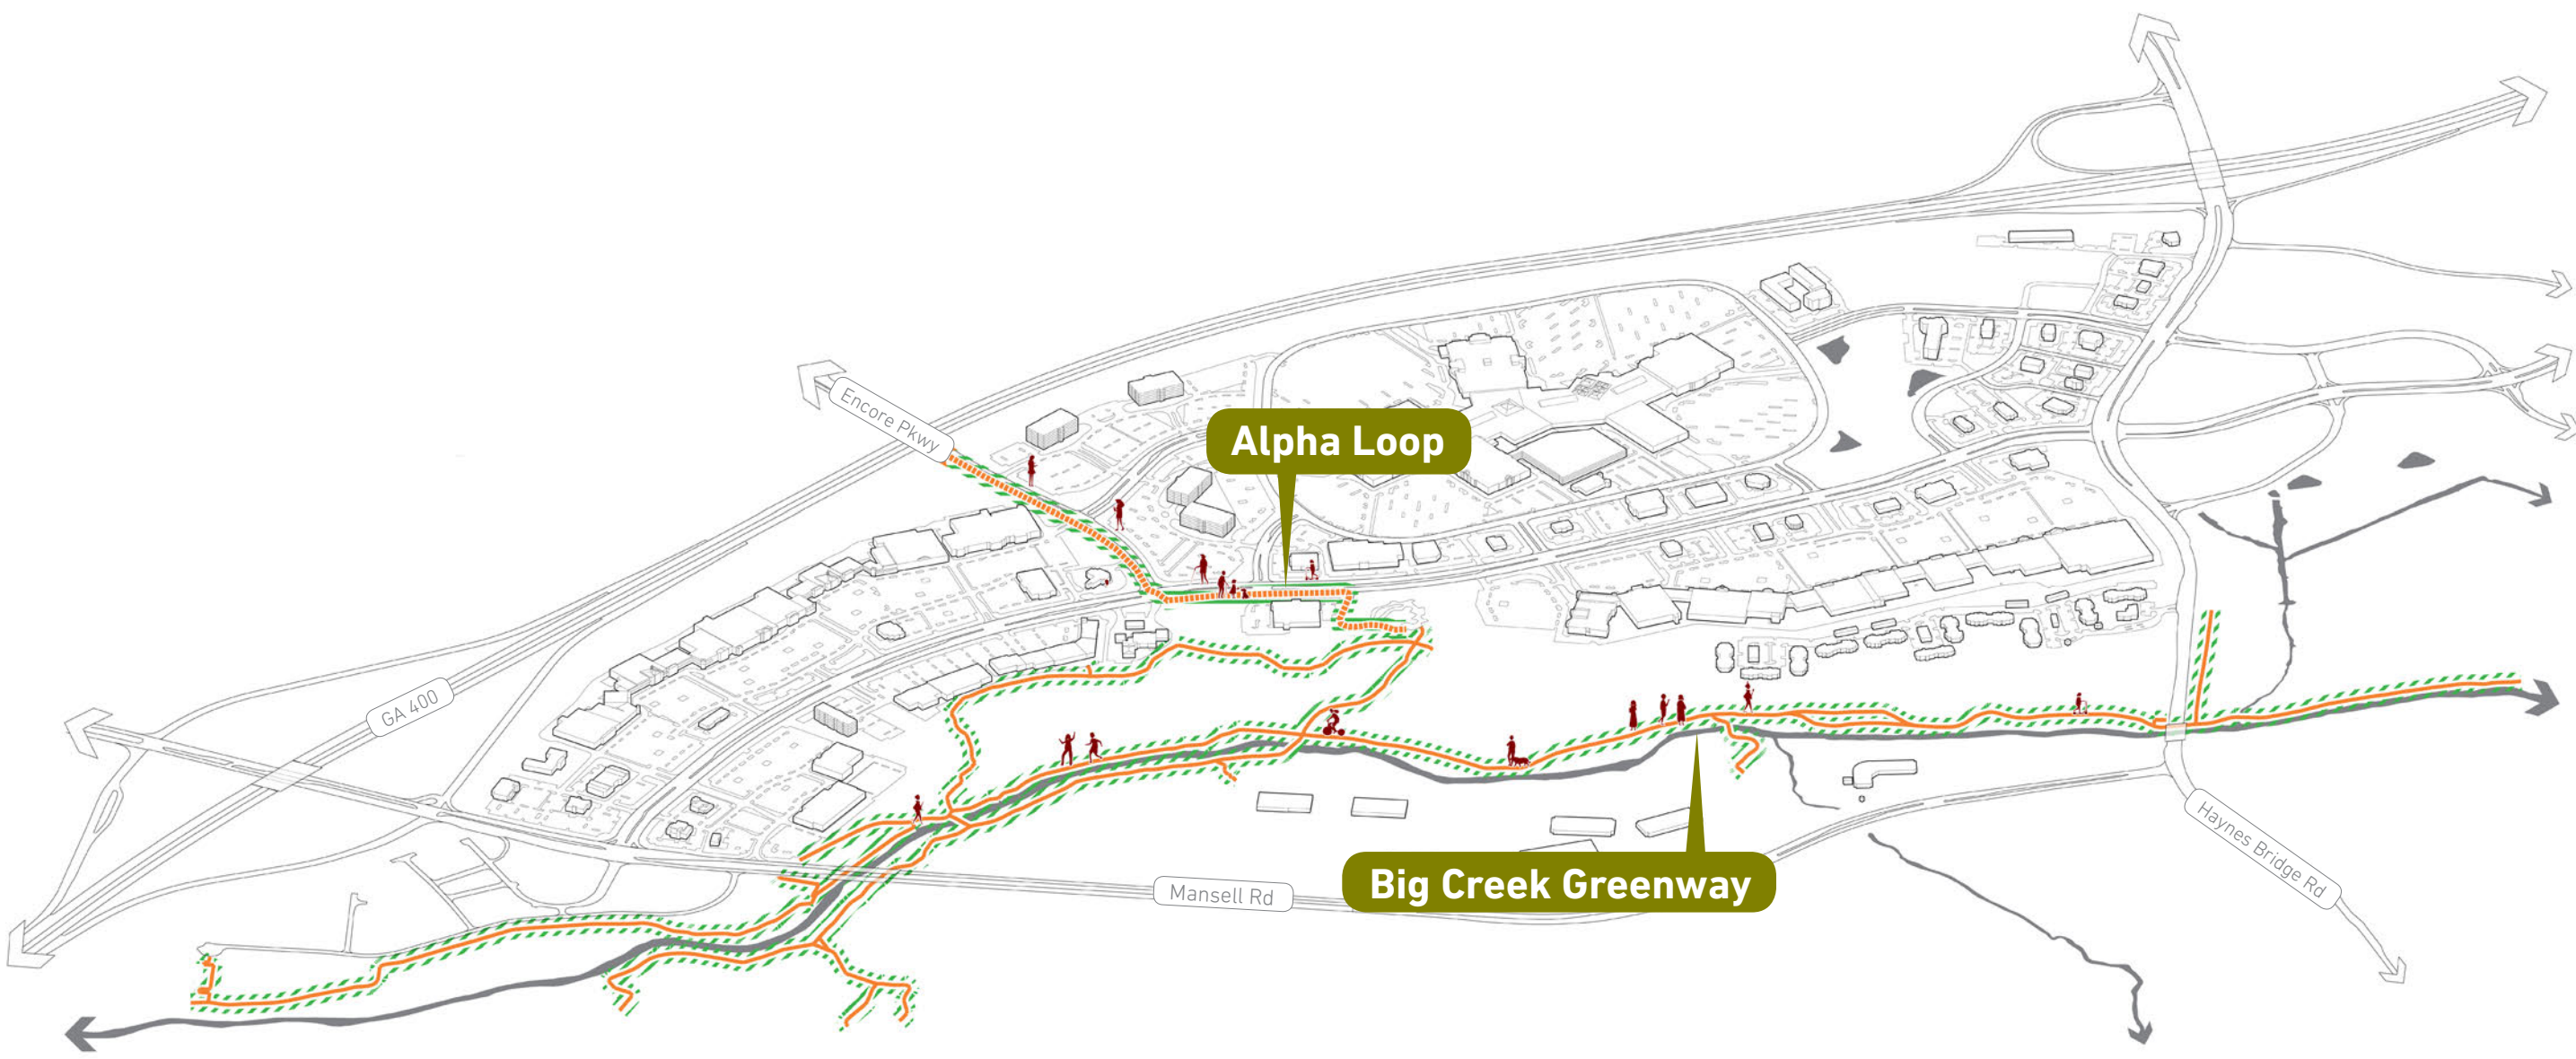 Encore Pkwy
Alpha Loop
GA 400
Haynes Bridge Rd
Big Creek Greenway
Mansell Rd